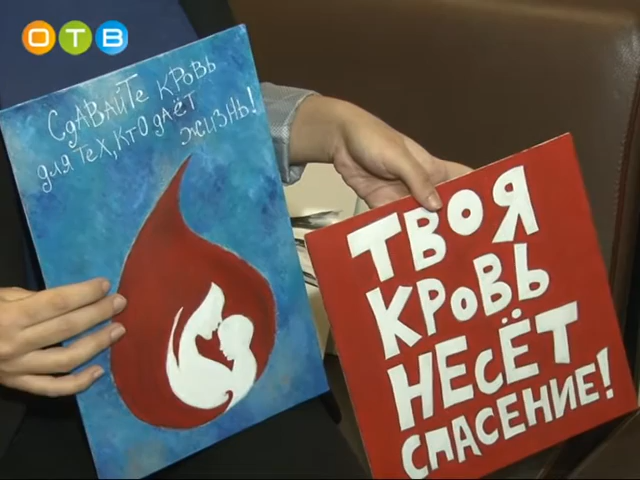 ОТВ
Сдавайте кровь
для тех, кто даёт
жизнь!
ТВОЯ
КРОВЬ
НЕСЁТ
СПАСЕНИЕ!